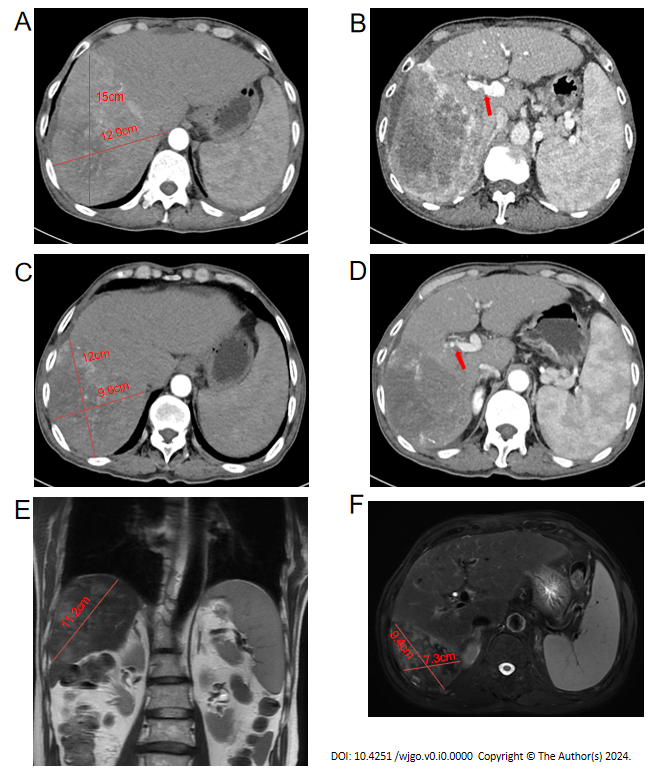 A
15cm
12.9cm
B
C
12cm
9.6cm
D
E
11.2cm
F
9.4cm
7.3cm
DOI: 10.4251 /wjgo.v0.i0.0000 Copyright © The Author(s) 2024.